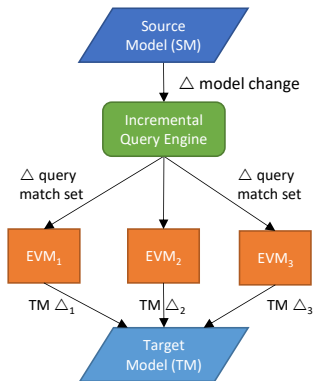 Source
Model (SM)
△ model change
Incremental
Query Engine
△ query
match set
△ query
match set
EVM₁
EVM₂
EVM₃
TM △₁
TM △₂
TM △₃
Target
Model (TM)